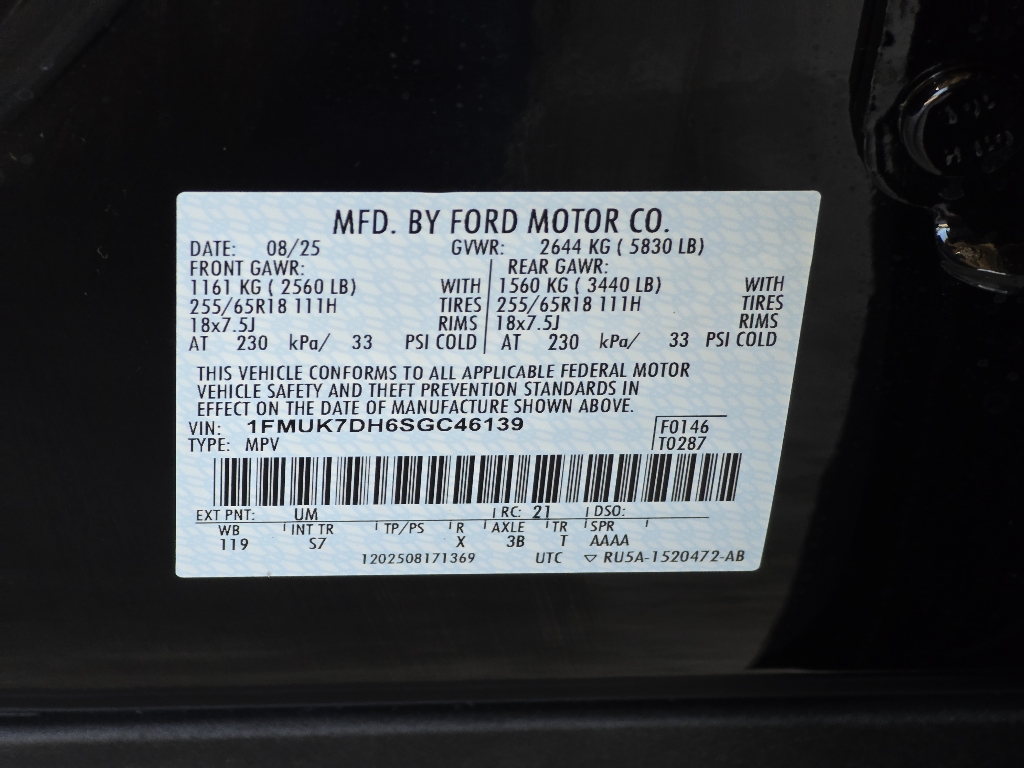 MFD. BY FORD MOTOR CO.
DATE: 08/25 GVWR: 2644 KG ( 5830 LB)
FRONT GAWR: REAR GAWR:
1161 KG ( 2560 LB) WITH 1560 KG ( 3440 LB) WITH
255/65R18 111H TIRES 255/65R18 111H TIRES
18x7.5J RIMS 18x7.5J RIMS
AT 230 kPa/ 33 PSI COLD AT 230 kPa/ 33 PSI COLD
THIS VEHICLE CONFORMS TO ALL APPLICABLE FEDERAL MOTOR
VEHICLE SAFETY AND THEFT PREVENTION STANDARDS IN
EFFECT ON THE DATE OF MANUFACTURE SHOWN ABOVE.
VIN: 1FMUK7DH6SGC46139 F0146
TYPE: MPV T0287
EXT PNT: UM RC: 21 DSO:
WB INT TR TP/PS R AXLE TR SPR
119 S7 X 3B T AAAA
1202508171369 UTC ▽ RU5A-1520472-AB